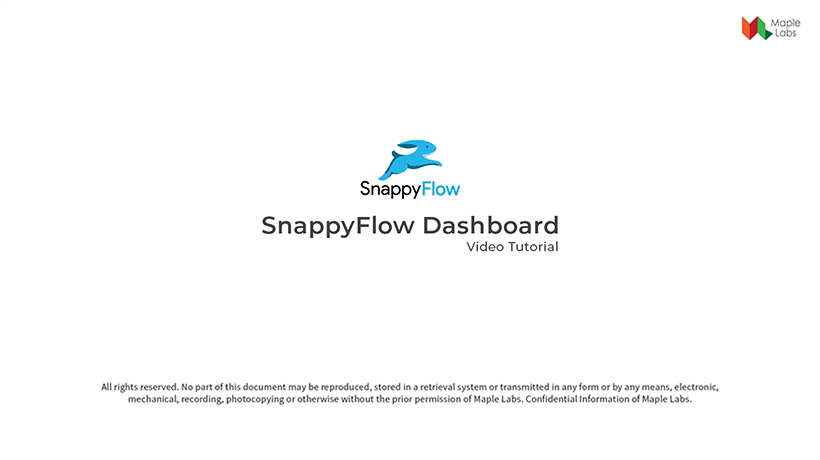 Maple
Labs
SnappyFlow
SnappyFlow Dashboard
Video Tutorial
All rights reserved. No part of this document may be reproduced, stored in a retrieval system or transmitted in any form or by any means, electronic,
mechanical, recording, photocopying or otherwise without the prior permission of Maple Labs. Confidential Information of Maple Labs.